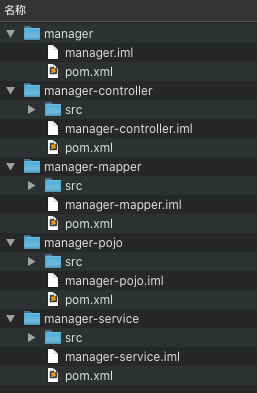 名称
manager
manager.iml
pom.xml
manager-controller
src
manager-controller.iml
pom.xml
manager-mapper
src
manager-mapper.iml
pom.xml
manager-pojo
src
manager-pojo.iml
pom.xml
manager-service
src
manager-service.iml
pom.xml